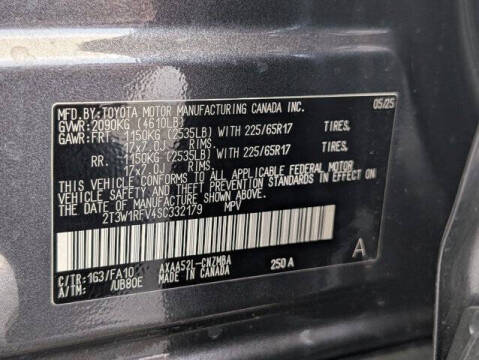 MFD.BY:TOYOTA MOTOR MANUFACTURING CANADA INC.
GVWR:2090KG (4610LB) 05/25
GAWR:FRT. 1150KG (2535LB) WITH 225/65R17 TIRES,
17x7.0J RIMS.
RR. 1150KG (2535LB) WITH 225/65R17 TIRES,
17x7.0J RIMS.
THIS VEHICLE CONFORMS TO ALL APPLICABLE FEDERAL MOTOR
VEHICLE SAFETY AND THEFT PREVENTION STANDARDS IN EFFECT
ON THE DATE OF MANUFACTURE SHOWN ABOVE.
2T3W1RFV4SC332179 MPV
A
C/TR:1G3/FA10 AXAA52L-CNZMBA
A/TM: /UB80E MADE IN CANADA 250A